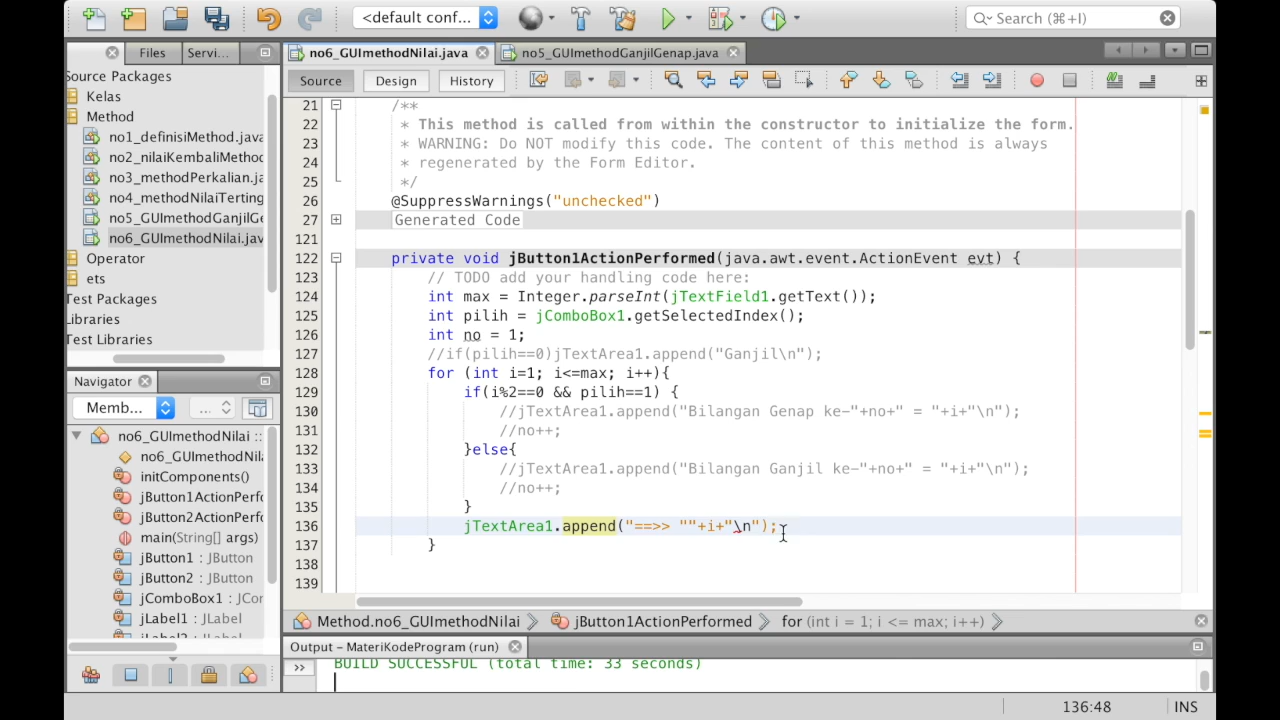 <default conf...
Search (⌘+I)
Files
Servi...
no6_GUImethodNilai.java
no5_GUImethodGanjilGenap.java
Source
Design
History
Source Packages
Kelas
Method
no1_definisiMethod.java
no2_nilaiKembaliMethod
no3_methodPerkalian.ja
no4_methodNilaiTerting
no5_GUImethodGanjilGe
no6_GUImethodNilai.jav
Operator
ets
Test Packages
Libraries
Test Libraries
Navigator
Memb...
...
no6_GUImethodNilai ::
no6_GUImethodNila
initComponents()
jButton1ActionPerfo
jButton2ActionPerfo
main(String[] args)
jButton1 : JButton
jButton2 : JButton
jComboBox1 : JCor
jLabel1 : JLabel
jLabel2 : JLabel
21 /**
22 * This method is called from within the constructor to initialize the form.
23 * WARNING: Do NOT modify this code. The content of this method is always
24 * regenerated by the Form Editor.
25 */
26 @SuppressWarnings("unchecked")
27 Generated Code
121
122 private void jButton1ActionPerformed(java.awt.event.ActionEvent evt) {
123 // TODO add your handling code here:
124 int max = Integer.parseInt(jTextField1.getText());
125 int pilih = jComboBox1.getSelectedIndex();
126 int no = 1;
127 //if(pilih==0)jTextArea1.append("Ganjil\n");
128 for (int i=1; i<=max; i++){
129 if(i%2==0 && pilih==1) {
130 //jTextArea1.append("Bilangan Genap ke-"+no+" = "+i+"\n");
131 //no++;
132 }else{
133 //jTextArea1.append("Bilangan Ganjil ke-"+no+" = "+i+"\n");
134 //no++;
135 }
136 jTextArea1.append("==>> ""+i+"\n");
137 }
138
139
Method.no6_GUImethodNilai
jButton1ActionPerformed
for (int i = 1; i <= max; i++)
Output – MateriKodeProgram (run)
>>
BUILD SUCCESSFUL (total time: 33 seconds)
136:48
INS